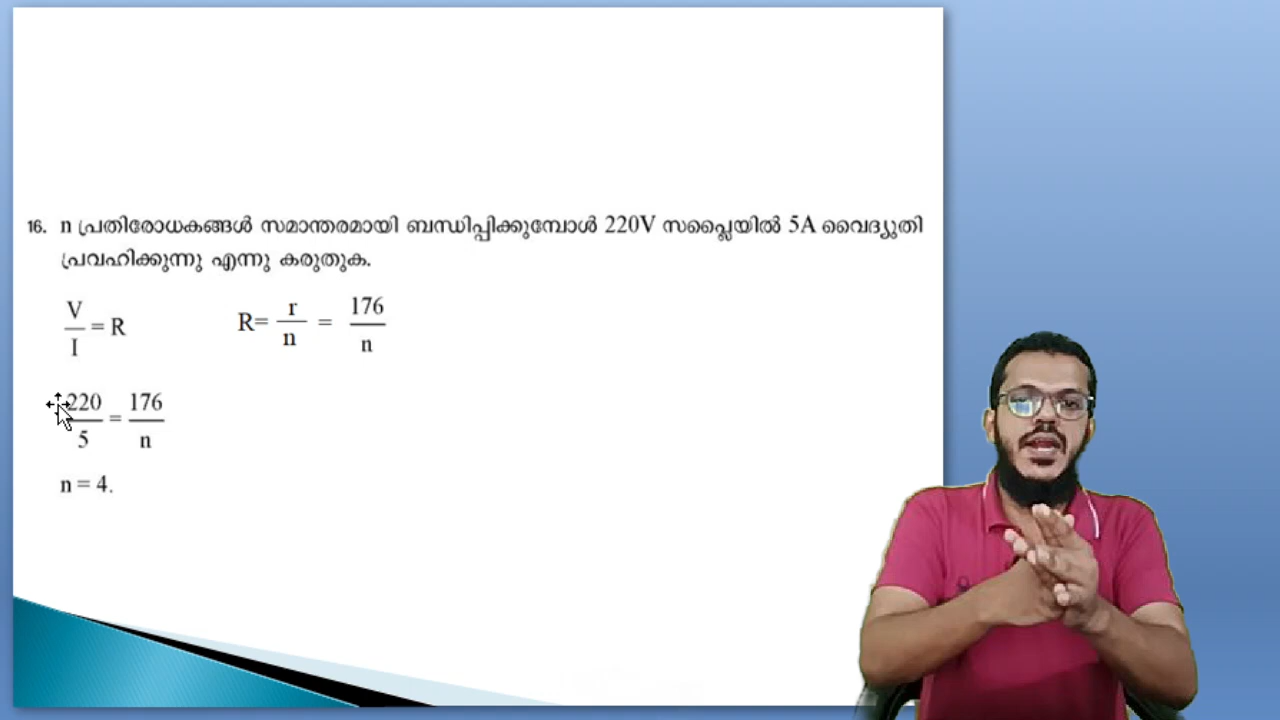 16. n പ്രതിരോധകങ്ങൾ സമാന്തരമായി ബന്ധിപ്പിക്കുമ്പോൾ 220V സപ്ലൈയിൽ 5A വൈദ്യുതി
പ്രവഹിക്കുന്നു എന്നു കരുതുക.
V/I = R R= r/n = 176/n
220/5 = 176/n
n = 4.